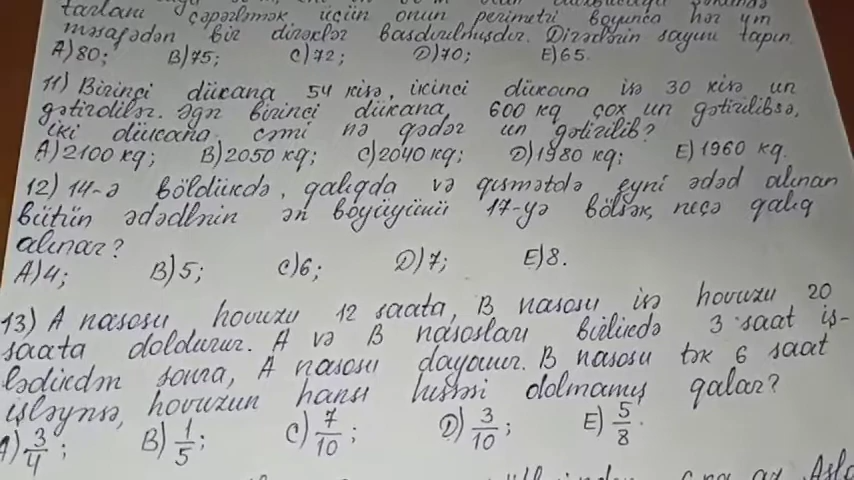 tarlanı çəpərləmək üçün onun perimetri boyunca hər
məsafədən bir dirəklər basdırılmışdır. Dirəklərin sayını tapın.
A) 80; B) 75; C) 72; D) 70; E) 65.
11) Birinci dükana 54 kisə, ikinci dükana isə 30 kisə un
gətirdilər. Əgər birinci dükana 600 kq çox un gətirilibsə,
iki dükana cəmi nə qədər un gətirilib?
A) 2100 kq; B) 2050 kq; C) 2040 kq; D) 1980 kq; E) 1960 kq.
12) 14-ə böldükdə, qalıqda və qismətdə eyni ədəd alınan
bütün ədədlərin ən böyüyünü 17-yə bölsək, neçə qalıq
alınar?
A) 4; B) 5; C) 6; D) 7; E) 8.
13) A nasosu hovuzu 12 saata, B nasosu isə hovuzu 20
saata doldurur. A və B nasosları birlikdə 3 saat iş-
lədikdən sonra, A nasosu dayanır. B nasosu tək 6 saat
işləyirsə, hovuzun hansı hissəsi dolmamış qalar?
A) 3/4; B) 1/5; C) 7/10; D) 3/10; E) 5/8.